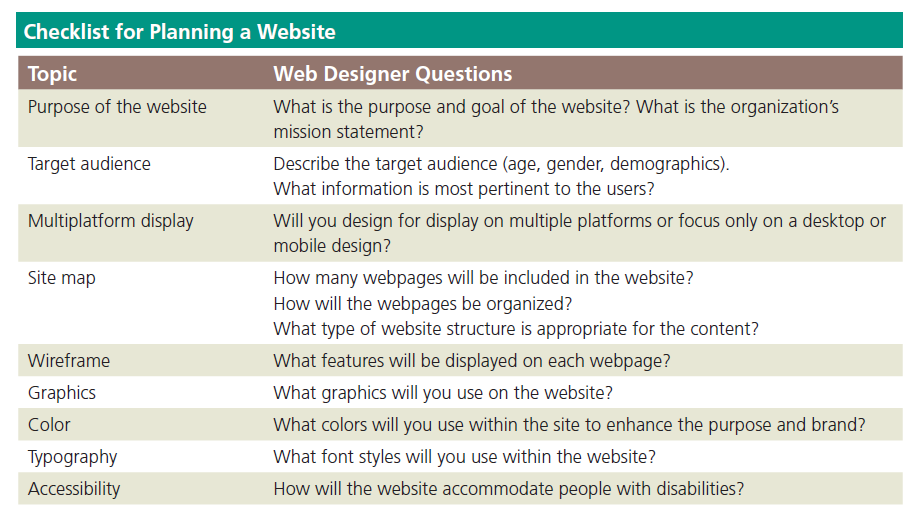 Checklist for Planning a Website
Topic Web Designer Questions
Purpose of the website What is the purpose and goal of the website? What is the organization’s
mission statement?
Target audience Describe the target audience (age, gender, demographics).
What information is most pertinent to the users?
Multiplatform display Will you design for display on multiple platforms or focus only on a desktop or
mobile design?
Site map How many webpages will be included in the website?
How will the webpages be organized?
What type of website structure is appropriate for the content?
Wireframe What features will be displayed on each webpage?
Graphics What graphics will you use on the website?
Color What colors will you use within the site to enhance the purpose and brand?
Typography What font styles will you use within the website?
Accessibility How will the website accommodate people with disabilities?